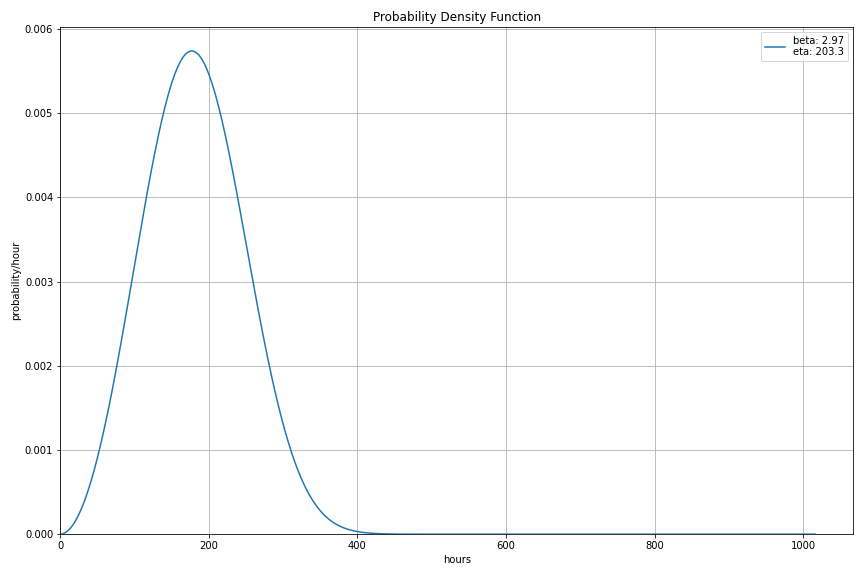 Probability Density Function
beta: 2.97
eta: 203.3
probability/hour
0.006
0.005
0.004
0.003
0.002
0.001
0.000
0
200
400
600
800
1000
hours